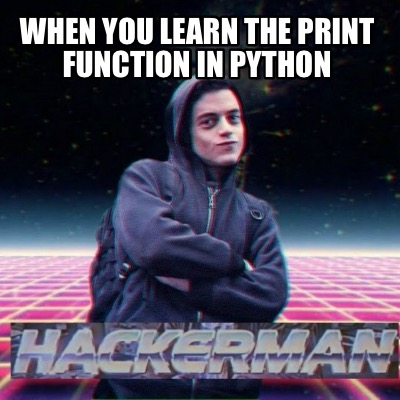 WHEN YOU LEARN THE PRINT
FUNCTION IN PYTHON
HACKERMAN